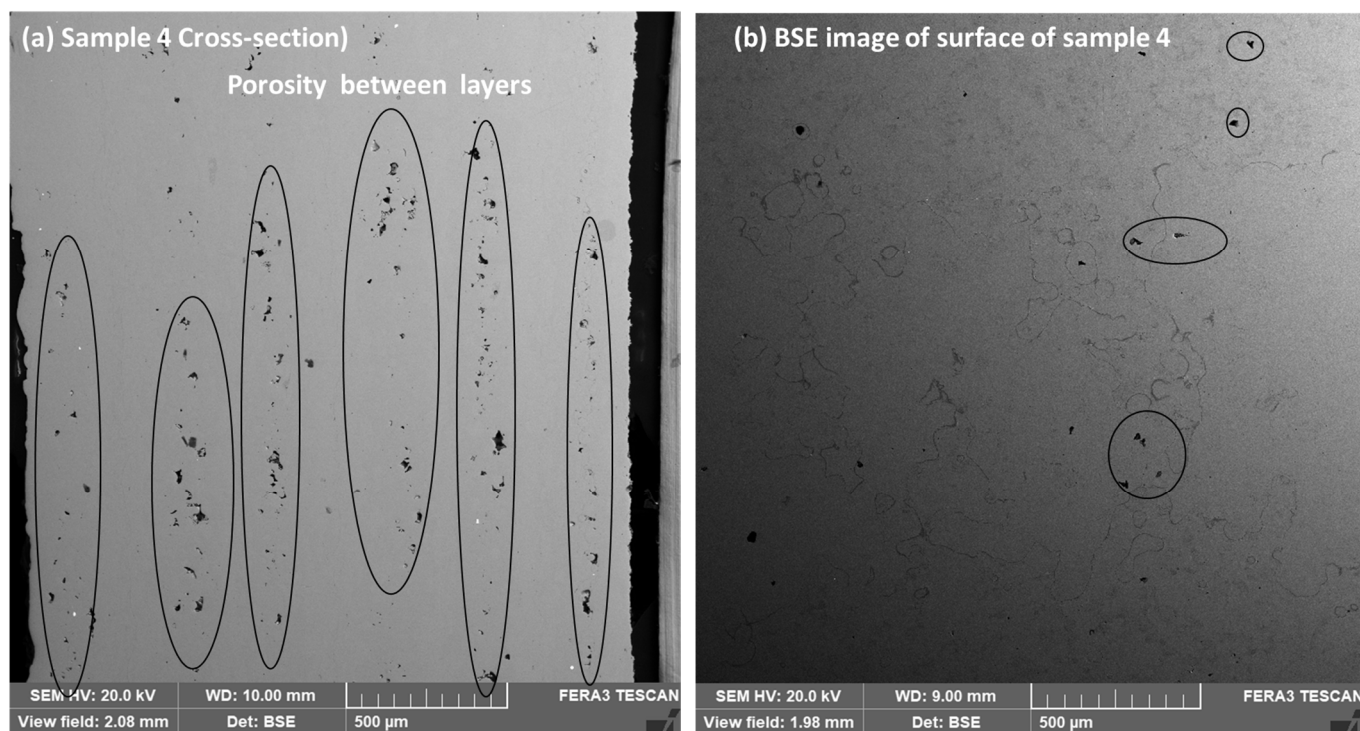 (a) Sample 4 Cross-section)
Porosity between layers
SEM HV: 20.0 kV WD: 10.00 mm FERA3 TESCAN
View field: 2.08 mm Det: BSE 500 µm
(b) BSE image of surface of sample 4
SEM HV: 20.0 kV WD: 9.00 mm FERA3 TESCAN
View field: 1.98 mm Det: BSE 500 µm